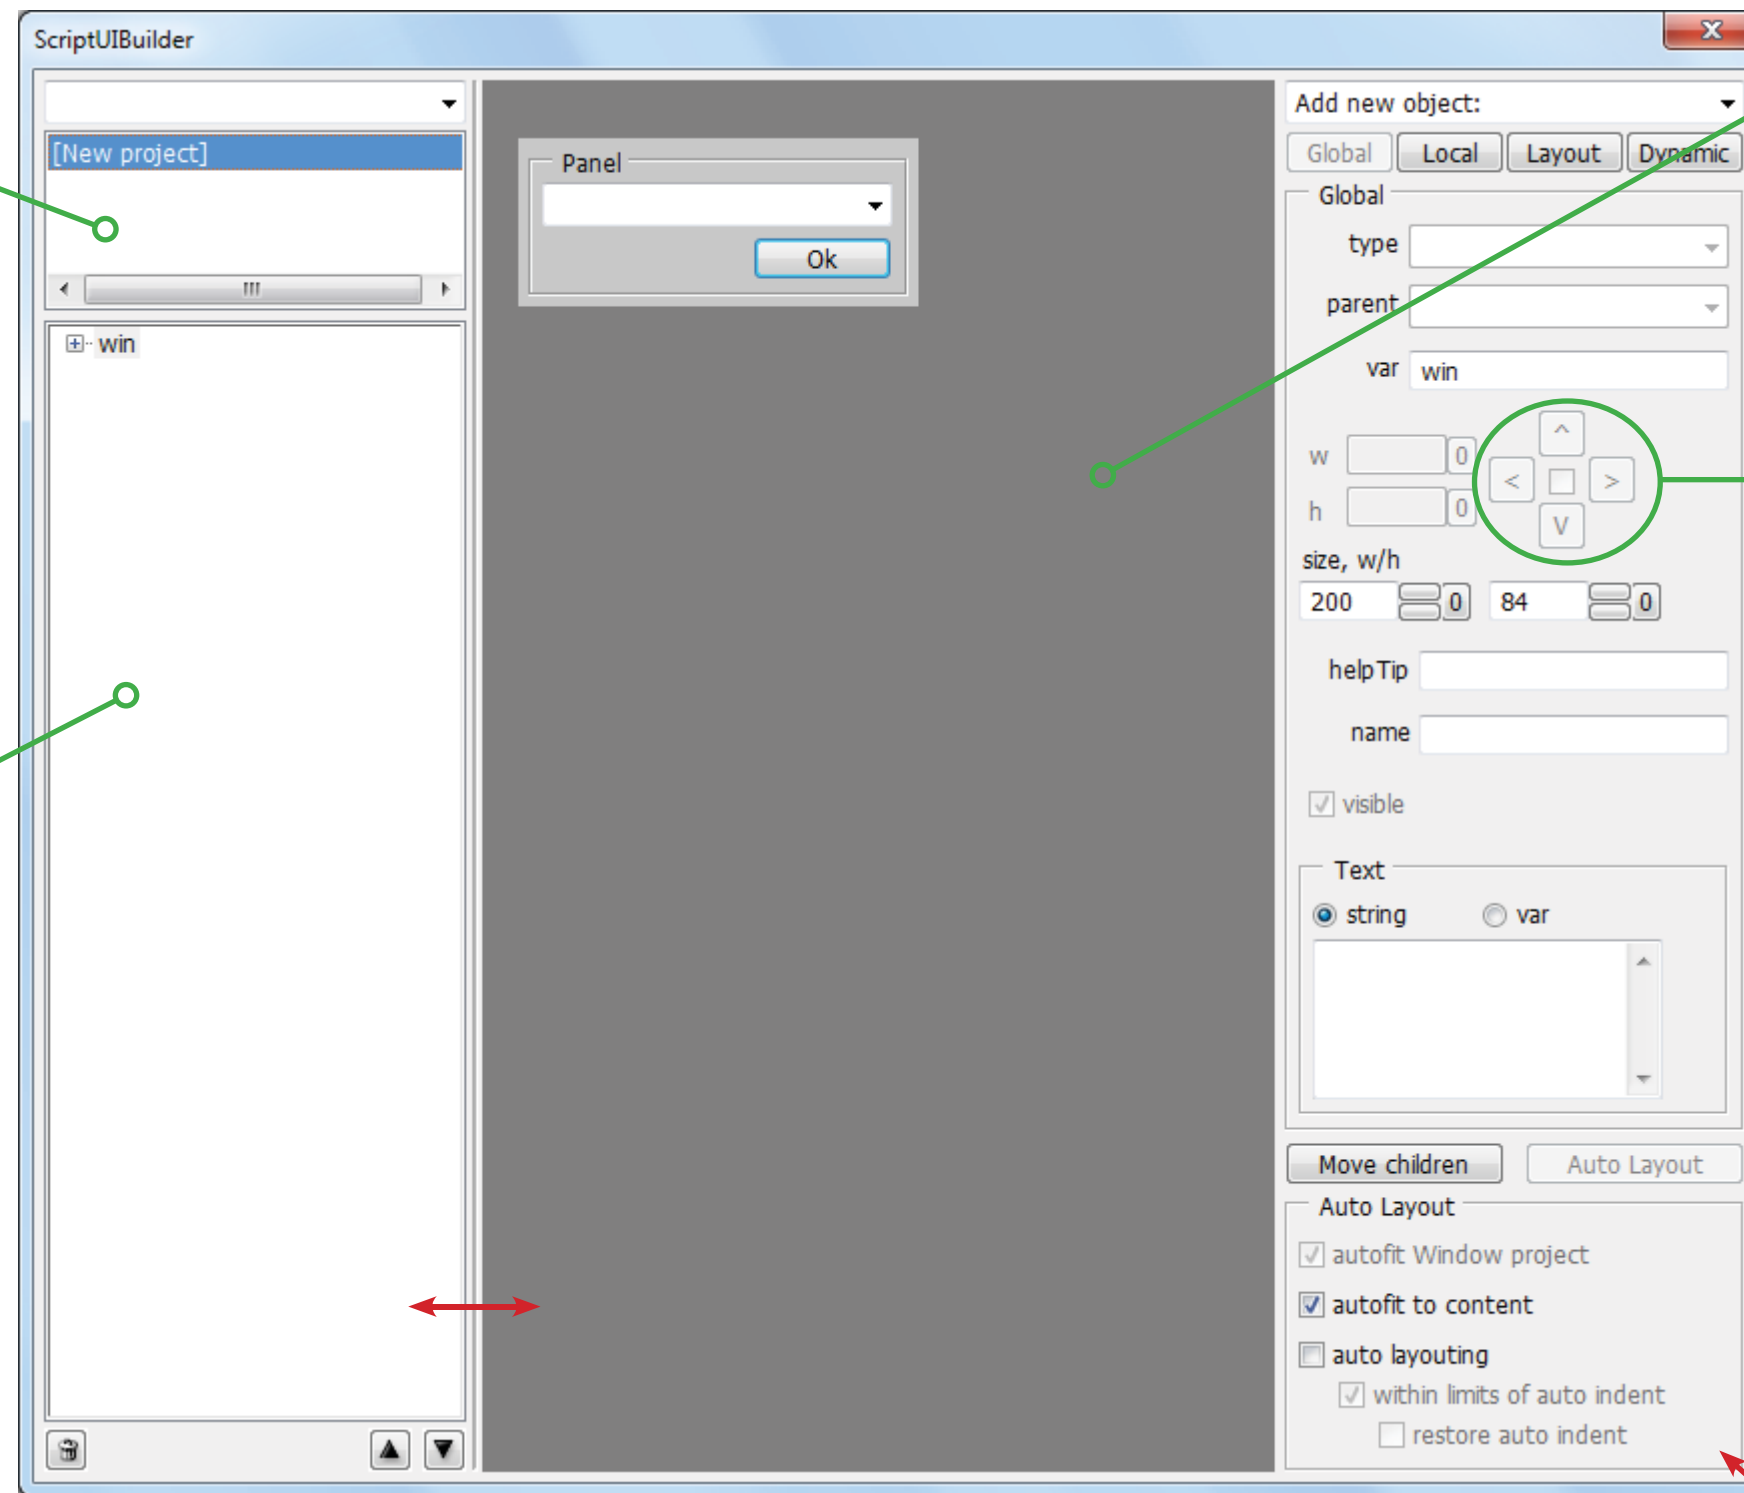 ScriptUIBuilder
x
[New project]
win
Panel
Ok
Add new object:
Global Local Layout Dynamic
Global
type
parent
var win
^
w 0
< >
h 0
V
size, w/h
200 0 84 0
helpTip
name
visible
Text
string var
Move children Auto Layout
Auto Layout
autofit Window project
autofit to content
auto layouting
within limits of auto indent
restore auto indent